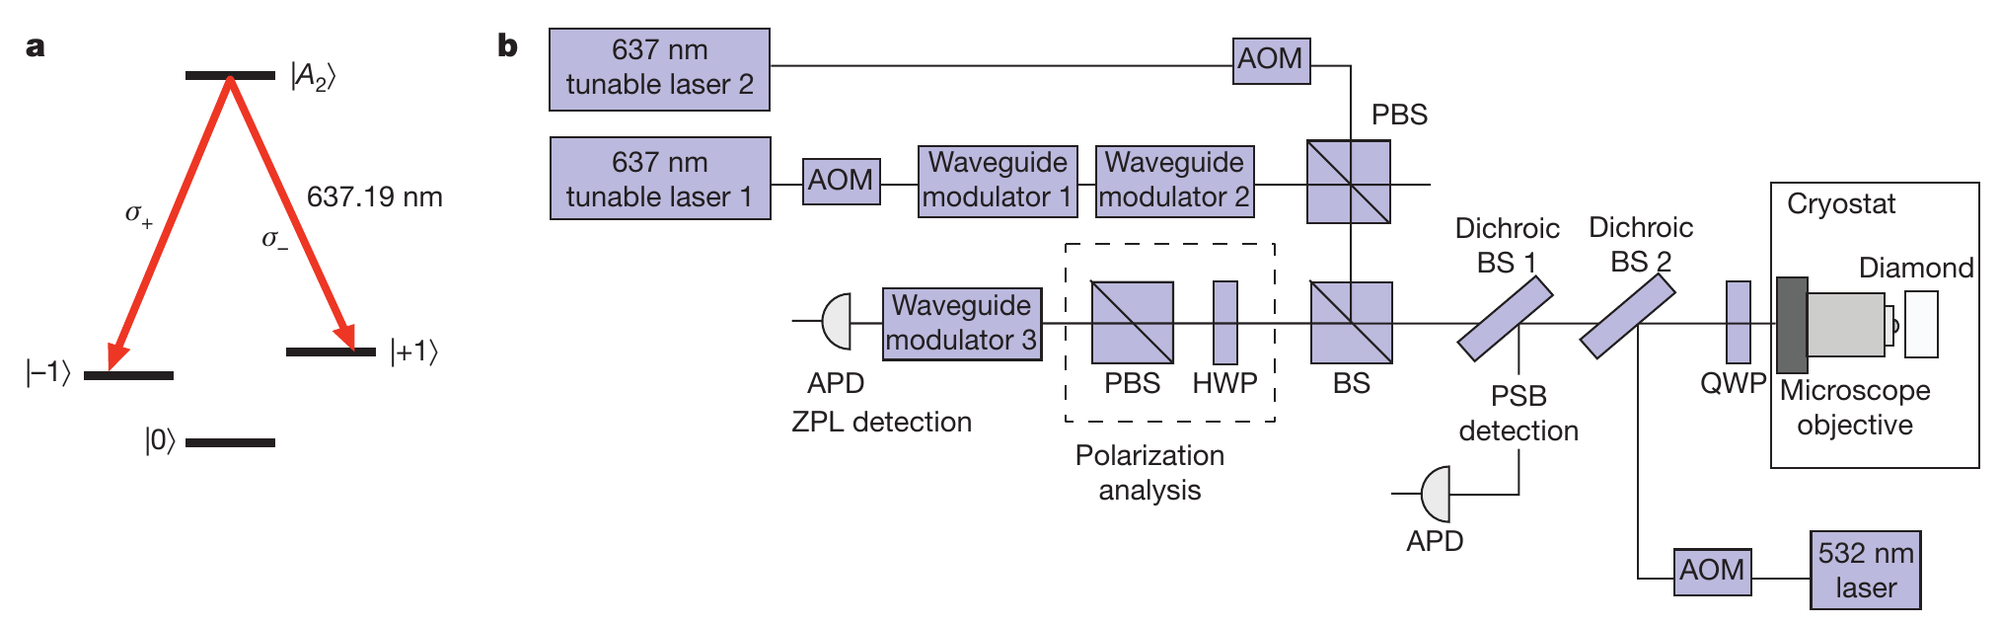 a
|A₂⟩
σ₊
σ₋
637.19 nm
|–1⟩
|+1⟩
|0⟩
b
637 nm
tunable laser 2
AOM
PBS
637 nm
tunable laser 1
AOM
Waveguide
modulator 1
Waveguide
modulator 2
APD
ZPL detection
Waveguide
modulator 3
PBS
HWP
Polarization
analysis
BS
Dichroic
BS 1
Dichroic
BS 2
PSB
detection
APD
QWP
Cryostat
Diamond
Microscope
objective
AOM
532 nm
laser